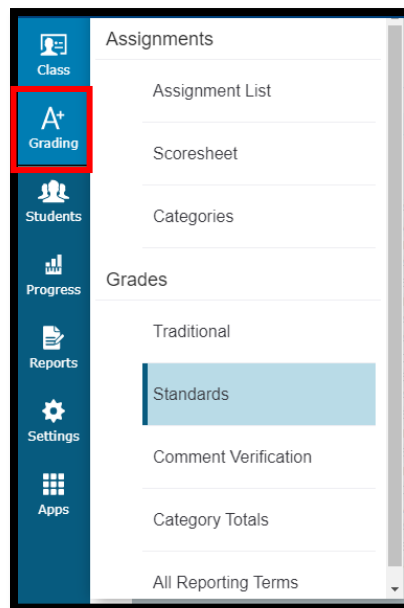 Class
A+
Grading
Students
Progress
Reports
Settings
Apps
Assignments
Assignment List
Scoresheet
Categories
Grades
Traditional
Standards
Comment Verification
Category Totals
All Reporting Terms